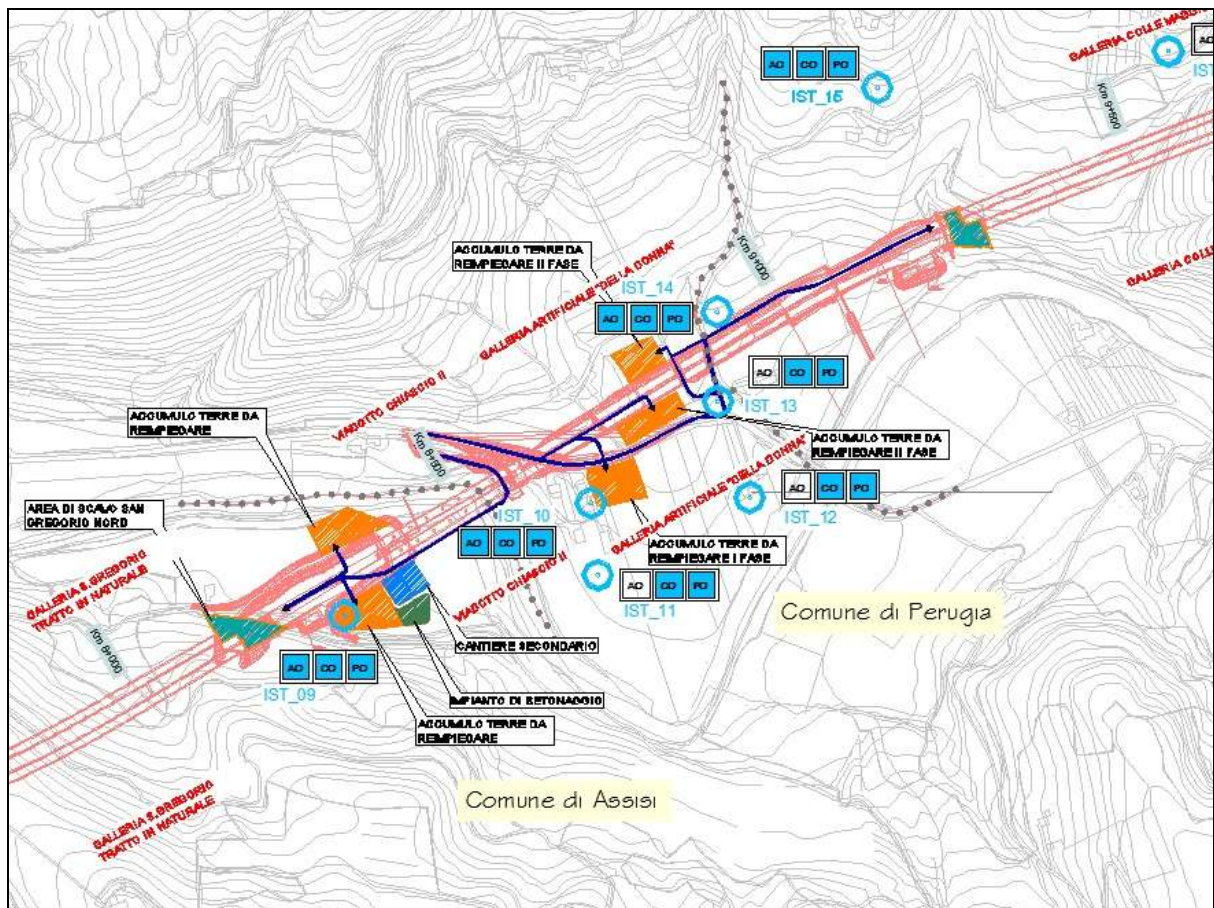 GALLERIA COLLE MAGG
AO CO PO
IST_15
AO
IST
Km 9+500
ACCUMULO TERRE DA
REIMPIEGARE II FASE
GALLERIA ARTIFICIALE "DELLA DONNA"
Km 9+000
IST_14
AO CO PO
GALLERIA COLLE
VIADOTTO CHIASCIO II
AO CO PO
IST_13
ACCUMULO TERRE DA
REIMPIEGARE
Km 8+500
ACCUMULO TERRE DA
REIMPIEGARE II FASE
AREA DI SCAVO SAN
GREGORIO NORD
AO CO PO
IST_12
IST_10
AO CO PO
GALLERIA ARTIFICIALE "DELLA DONNA"
ACCUMULO TERRE DA
REIMPIEGARE I FASE
GALLERIA S.GREGORIO
TRATTO IN NATURALE
VIADOTTO CHIASCIO II
AO CO PO
IST_11
Comune di Perugia
Km 8+000
CANTIERE SECONDARIO
AO CO PO
IST_09
IMPIANTO DI BETONAGGIO
ACCUMULO TERRE DA
REIMPIEGARE
Comune di Assisi
GALLERIA S.GREGORIO
TRATTO IN NATURALE